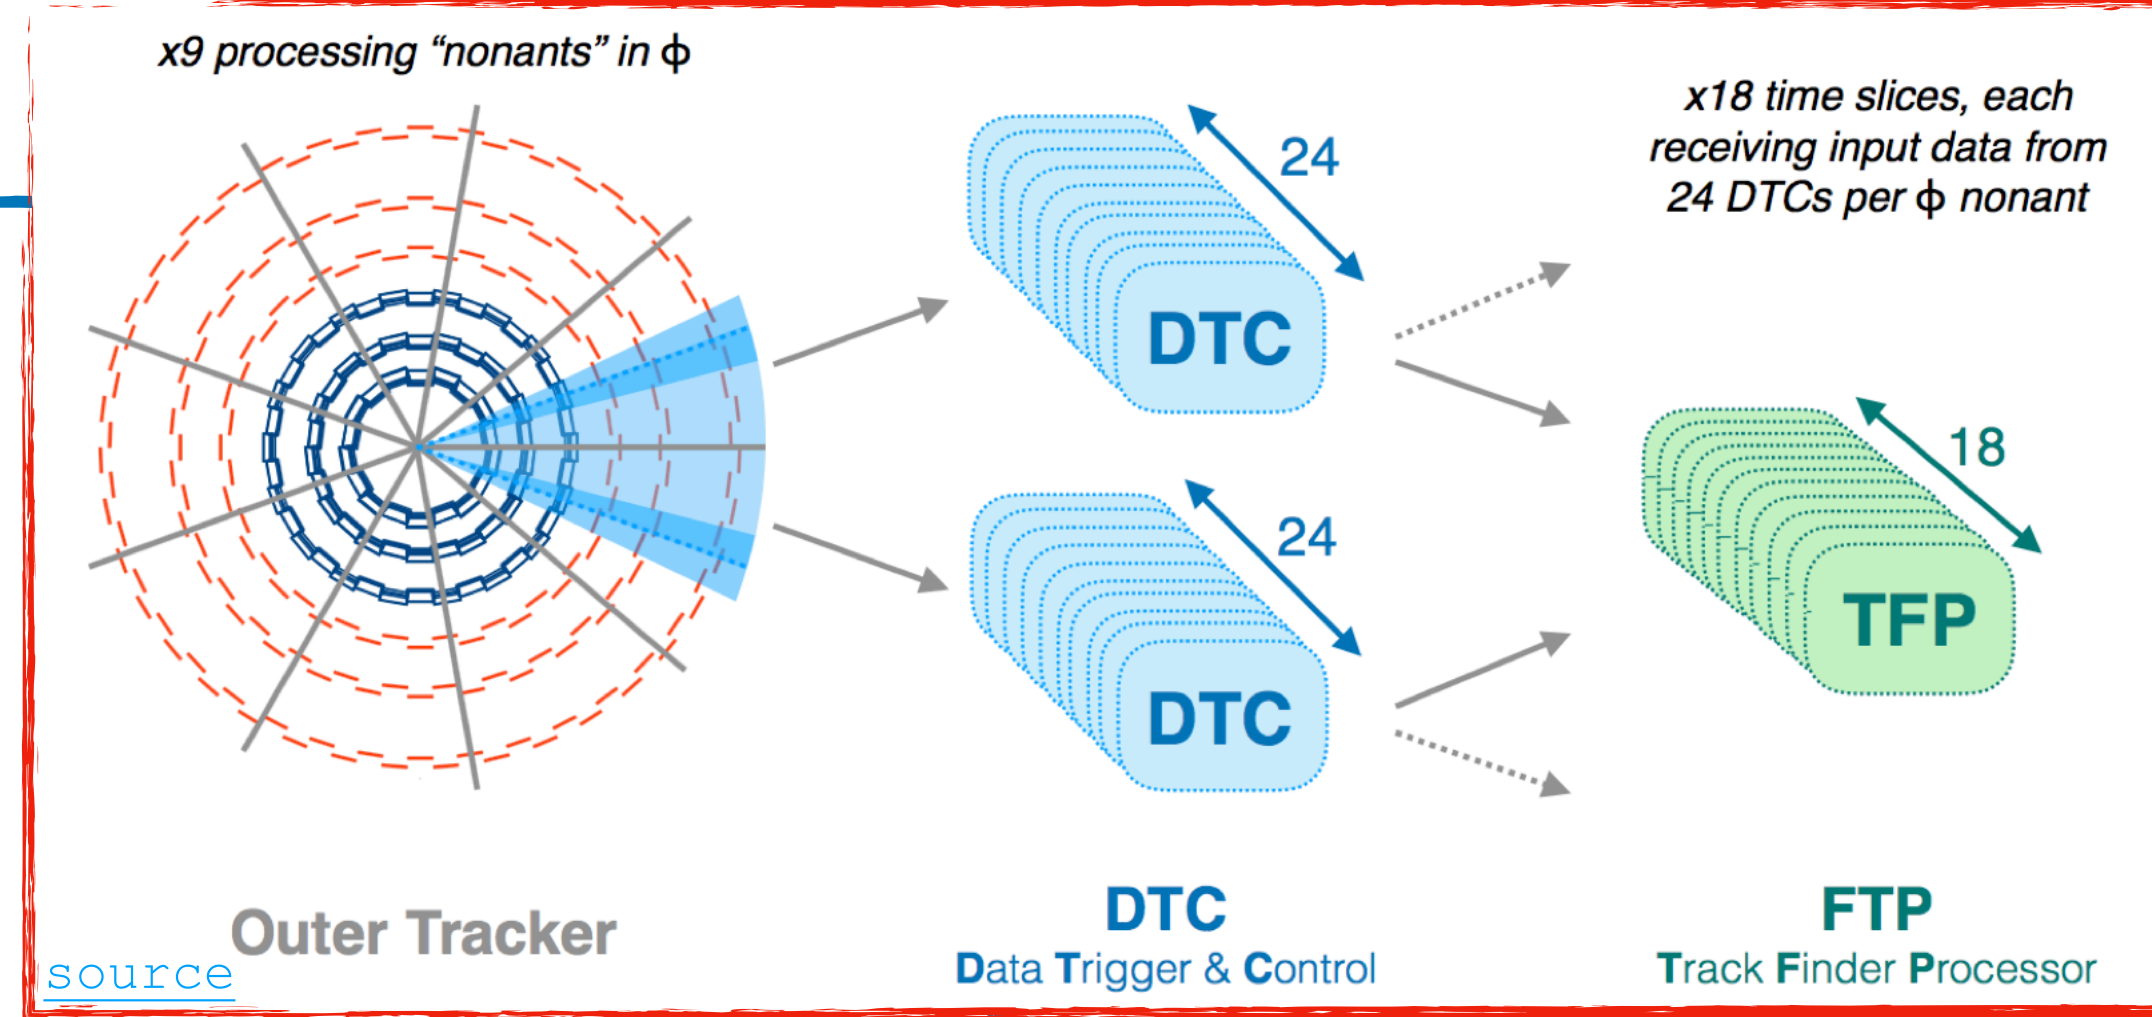 x9 processing “nonants” in ϕ
x18 time slices, each
receiving input data from
24 DTCs per ϕ nonant
24
DTC
24
DTC
18
TFP
Outer Tracker
source
DTC
Data Trigger & Control
FTP
Track Finder Processor